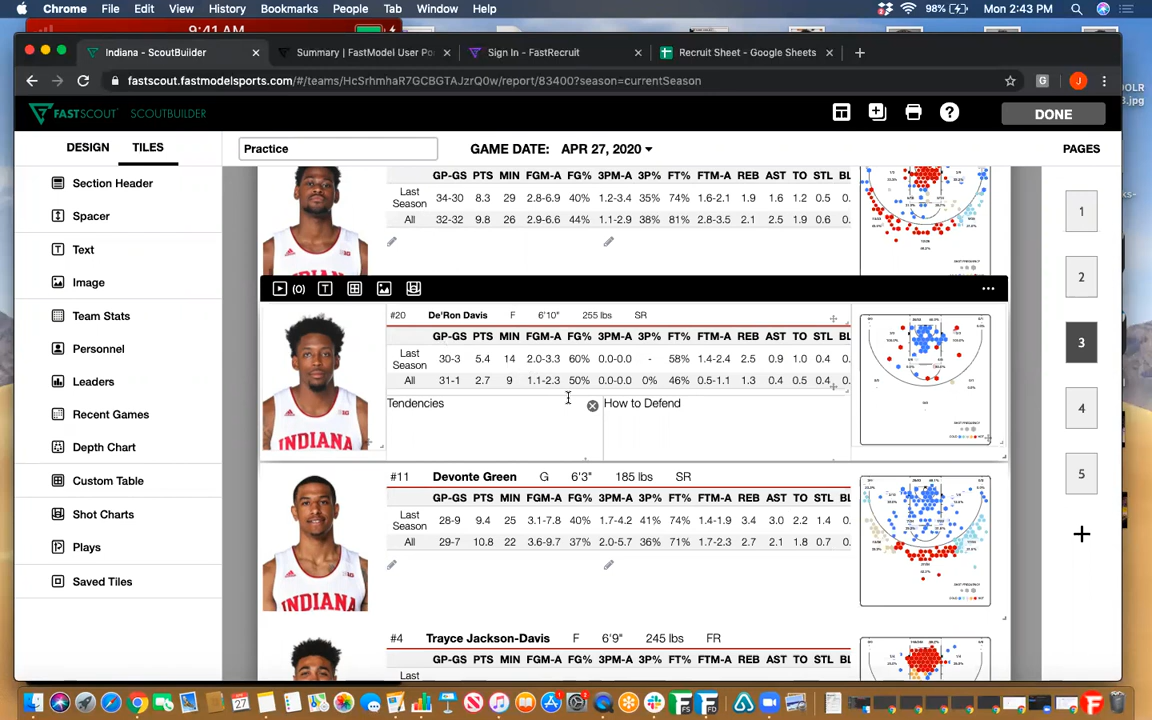 Chrome File Edit View History Bookmarks People Tab Window Help 98% Mon 2:43 PM
9:41 AM
Indiana - ScoutBuilder Summary | FastModel User Po Sign In - FastRecruit Recruit Sheet - Google Sheets
fastscout.fastmodelsports.com/#/teams/HcSrhmhaR7GCBGTAJzrQ0w/report/83400?season=currentSeason G J
FASTSCOUT SCOUTBUILDER DONE
DESIGN TILES Practice GAME DATE: APR 27, 2020 PAGES
Section Header
Spacer
Text
Image
Team Stats
Personnel
Leaders
Recent Games
Depth Chart
Custom Table
Shot Charts
Plays
Saved Tiles
GP-GS PTS MIN FGM-A FG% 3PM-A 3P% FT% FTM-A REB AST TO STL BL
Last Season 34-30 8.3 29 2.8-6.9 40% 1.2-3.4 35% 74% 1.6-2.1 1.9 1.6 1.2 0.5 0.
All 32-32 9.8 26 2.9-6.6 44% 1.1-2.9 38% 81% 2.8-3.5 2.1 2.5 1.9 0.6 0.
INDIANA
(0)
#20 De'Ron Davis F 6'10" 255 lbs SR
GP-GS PTS MIN FGM-A FG% 3PM-A 3P% FT% FTM-A REB AST TO STL BL
Last Season 30-3 5.4 14 2.0-3.3 60% 0.0-0.0 - 58% 1.4-2.4 2.5 0.9 1.0 0.4 0.
All 31-1 2.7 9 1.1-2.3 50% 0.0-0.0 0% 46% 0.5-1.1 1.3 0.4 0.5 0.4 0.
Tendencies How to Defend
INDIANA
#11 Devonte Green G 6'3" 185 lbs SR
GP-GS PTS MIN FGM-A FG% 3PM-A 3P% FT% FTM-A REB AST TO STL BL
Last Season 28-9 9.4 25 3.1-7.8 40% 1.7-4.2 41% 74% 1.4-1.9 3.4 3.0 2.2 1.4 0.
All 29-7 10.8 22 3.6-9.7 37% 2.0-5.7 36% 71% 1.7-2.3 2.7 2.1 1.8 0.7 0.
INDIANA
#4 Trayce Jackson-Davis F 6'9" 245 lbs FR
GP-GS PTS MIN FGM-A FG% 3PM-A 3P% FT% FTM-A REB AST TO STL BL
Last
1
2
3
4
5